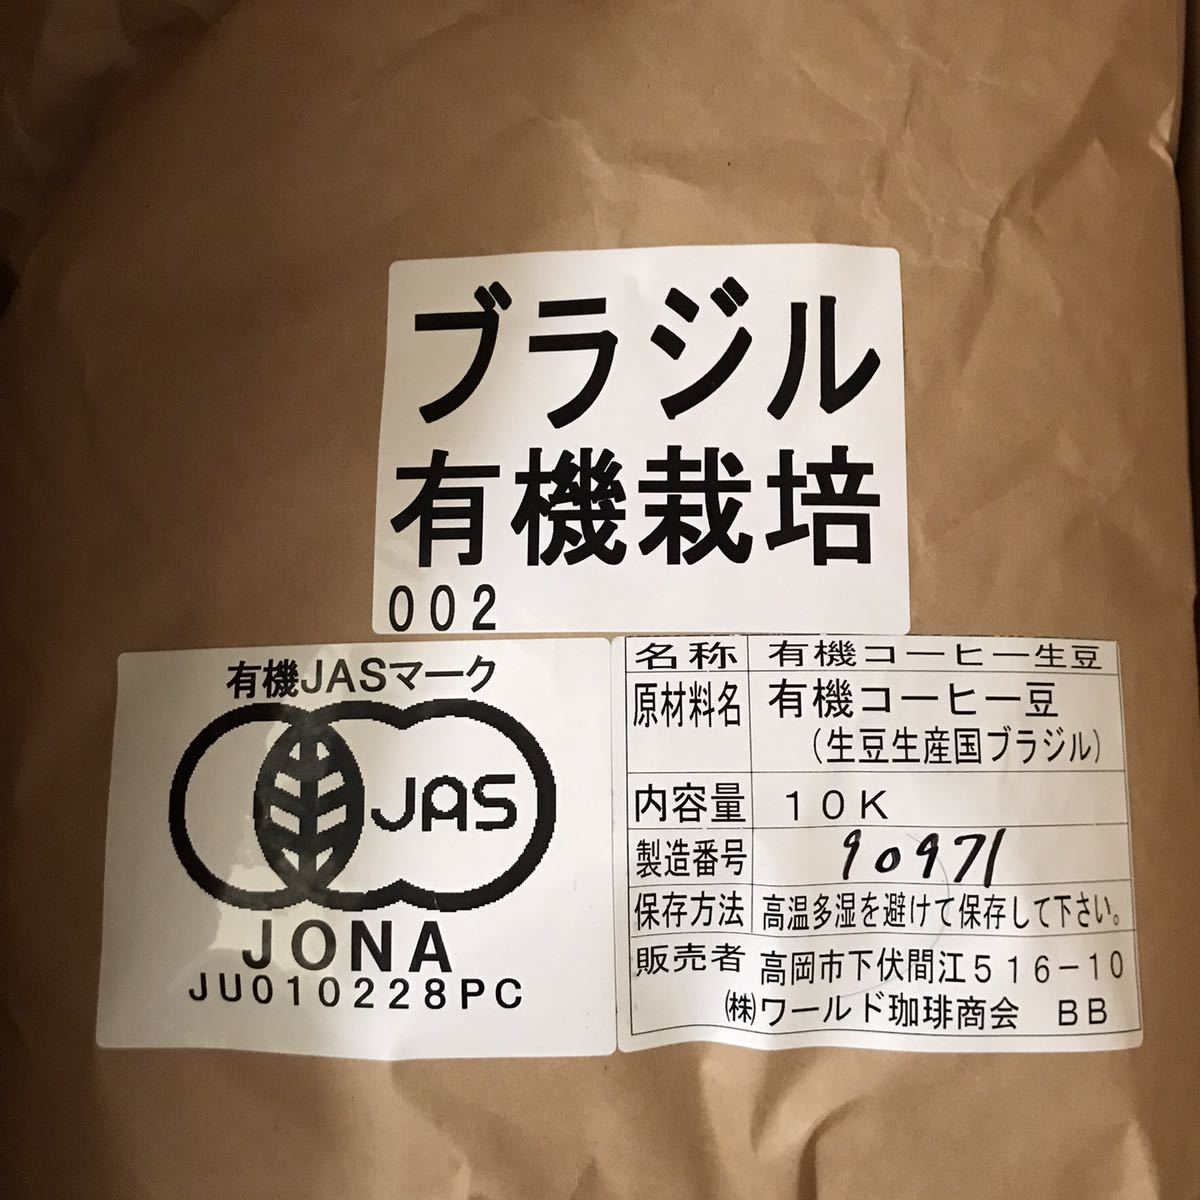 ブラジル
有機栽培
002
有機JASマーク
JAS
JONA
JU010228PC
名称 有機コーヒー生豆
原材料名 有機コーヒー豆
(生豆生産国ブラジル)
内容量 10K
製造番号 90971
保存方法 高温多湿を避けて保存して下さい。
販売者 高岡市下伏間江516-10
㈱ワールド珈琲商会 BB